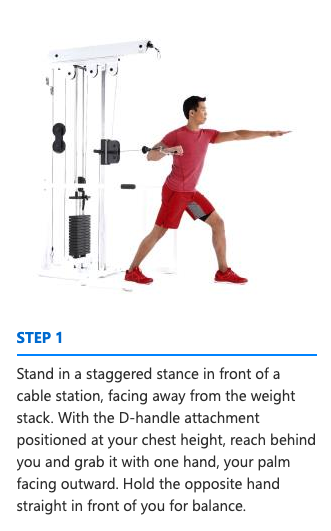 STEP 1
Stand in a staggered stance in front of a
cable station, facing away from the weight
stack. With the D-handle attachment
positioned at your chest height, reach behind
you and grab it with one hand, your palm
facing outward. Hold the opposite hand
straight in front of you for balance.